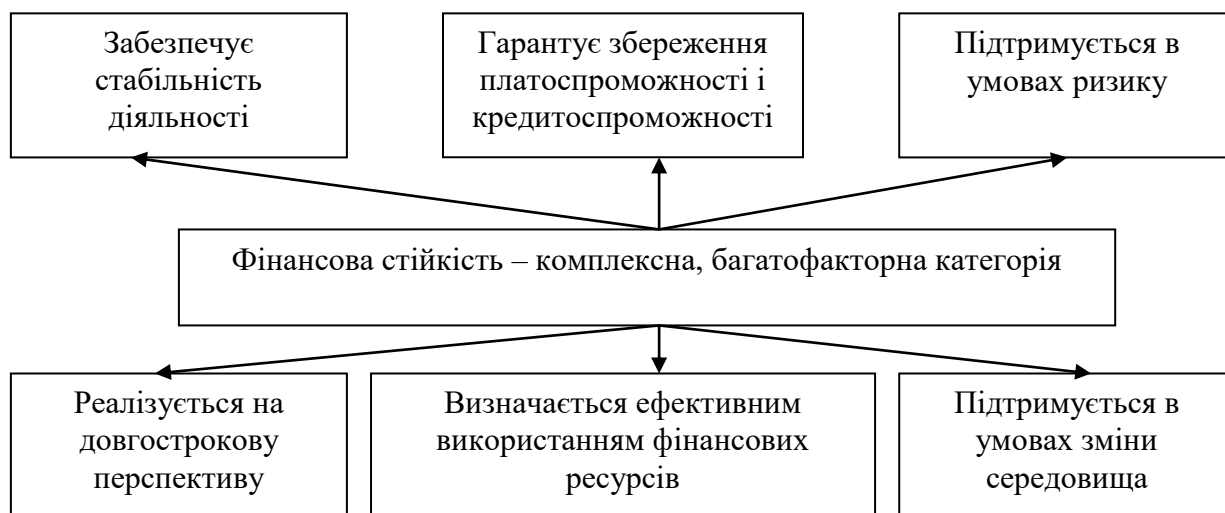 Забезпечує
стабільність
діяльності
Гарантує збереження
платоспроможності і
кредитоспроможності
Підтримується в
умовах ризику
Фінансова стійкість – комплексна, багатофакторна категорія
Реалізується на
довгострокову
перспективу
Визначається ефективним
використанням фінансових
ресурсів
Підтримується в
умовах зміни
середовища